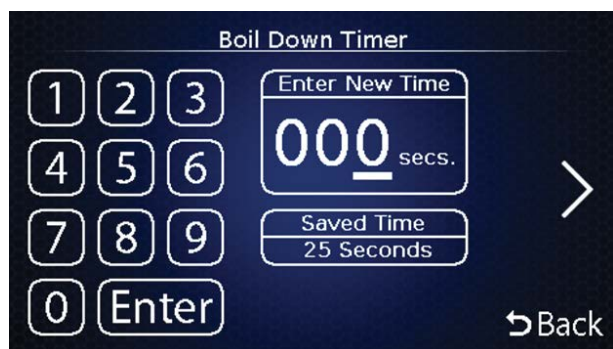 Boil Down Timer
1 2 3
4 5 6
7 8 9
0 Enter
Enter New Time
000 secs.
Saved Time
25 Seconds
Back